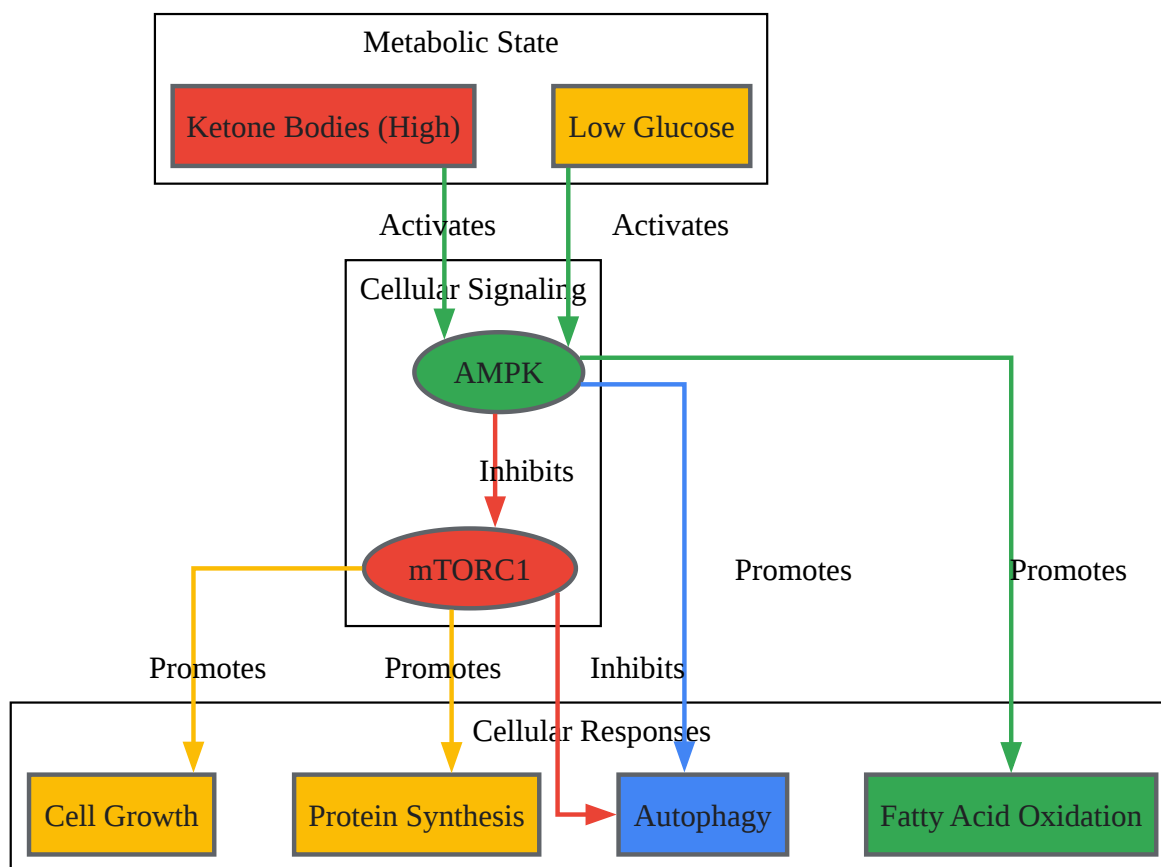 Metabolic State
Ketone Bodies (High)
Low Glucose
Activates
Activates
Cellular Signaling
AMPK
Inhibits
mTORC1
Promotes
Promotes
Promotes
Promotes
Inhibits
Cellular Responses
Cell Growth
Protein Synthesis
Autophagy
Fatty Acid Oxidation